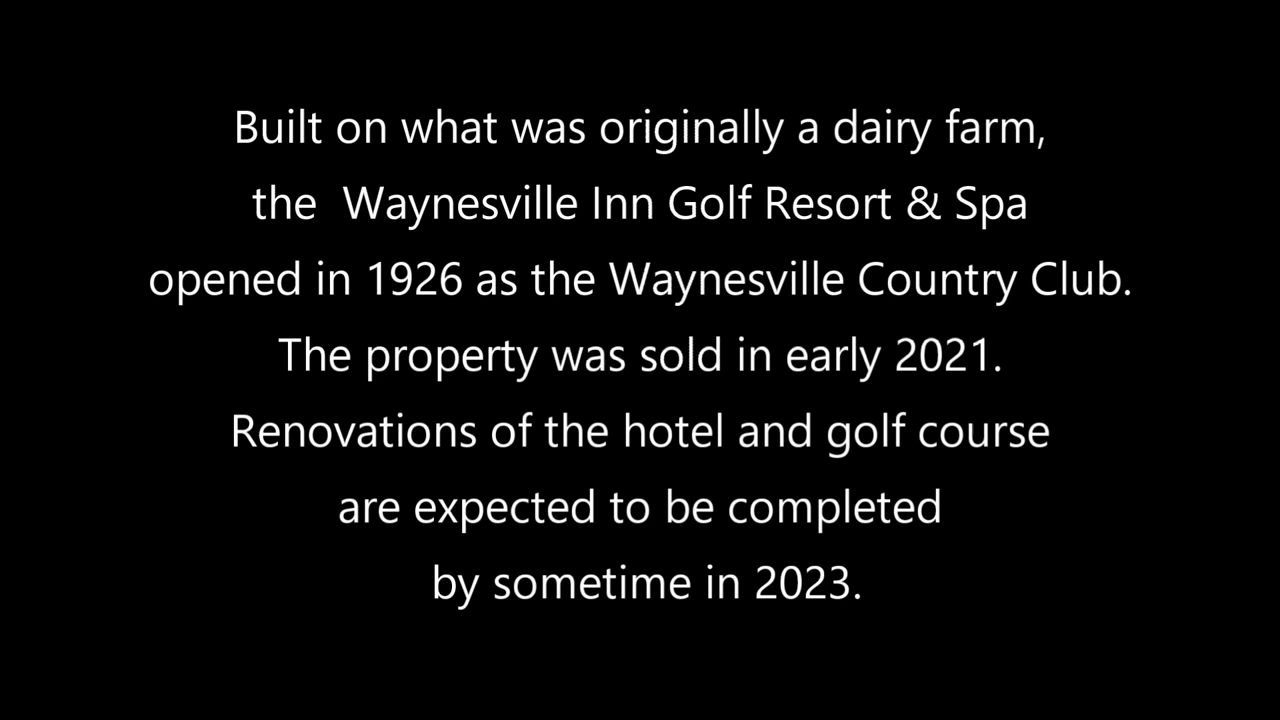 Built on what was originally a dairy farm,
the  Waynesville Inn Golf Resort & Spa
opened in 1926 as the Waynesville Country Club.
The property was sold in early 2021.
Renovations of the hotel and golf course
are expected to be completed
by sometime in 2023.